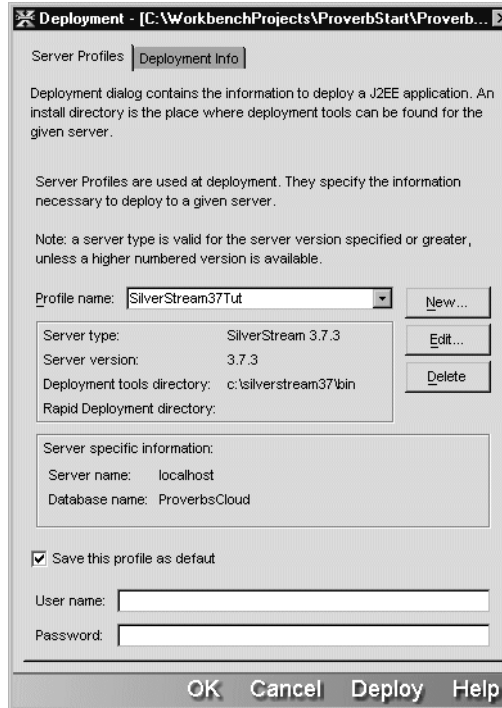 Deployment - [C:\WorkbenchProjects\ProverbStart\Proverb...
Server Profiles Deployment Info
Deployment dialog contains the information to deploy a J2EE application. An
install directory is the place where deployment tools can be found for the
given server.
Server Profiles are used at deployment. They specify the information
necessary to deploy to a given server.
Note: a server type is valid for the server version specified or greater,
unless a higher numbered version is available.
Profile name: SilverStream37Tut New...
Server type: SilverStream 3.7.3 Edit...
Server version: 3.7.3
Deployment tools directory: c:\silverstream37\bin Delete
Rapid Deployment directory:
Server specific information:
Server name: localhost
Database name: ProverbsCloud
Save this profile as defaut
User name:
Password:
OK Cancel Deploy Help